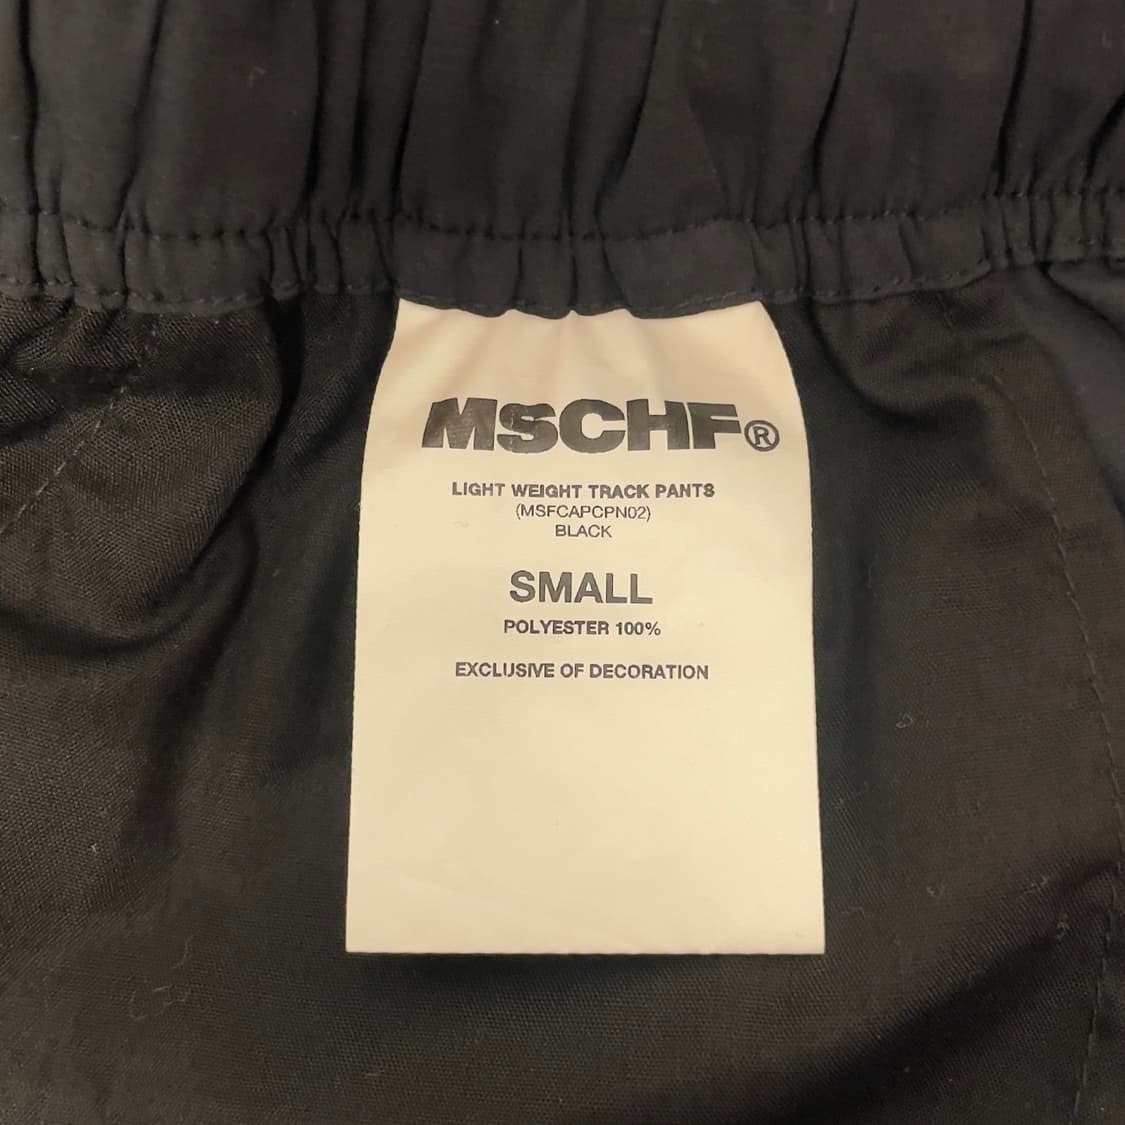 MSCHF®
LIGHT WEIGHT TRACK PANTS
(MSFCAPCPN02)
BLACK
SMALL
POLYESTER 100%
EXCLUSIVE OF DECORATION